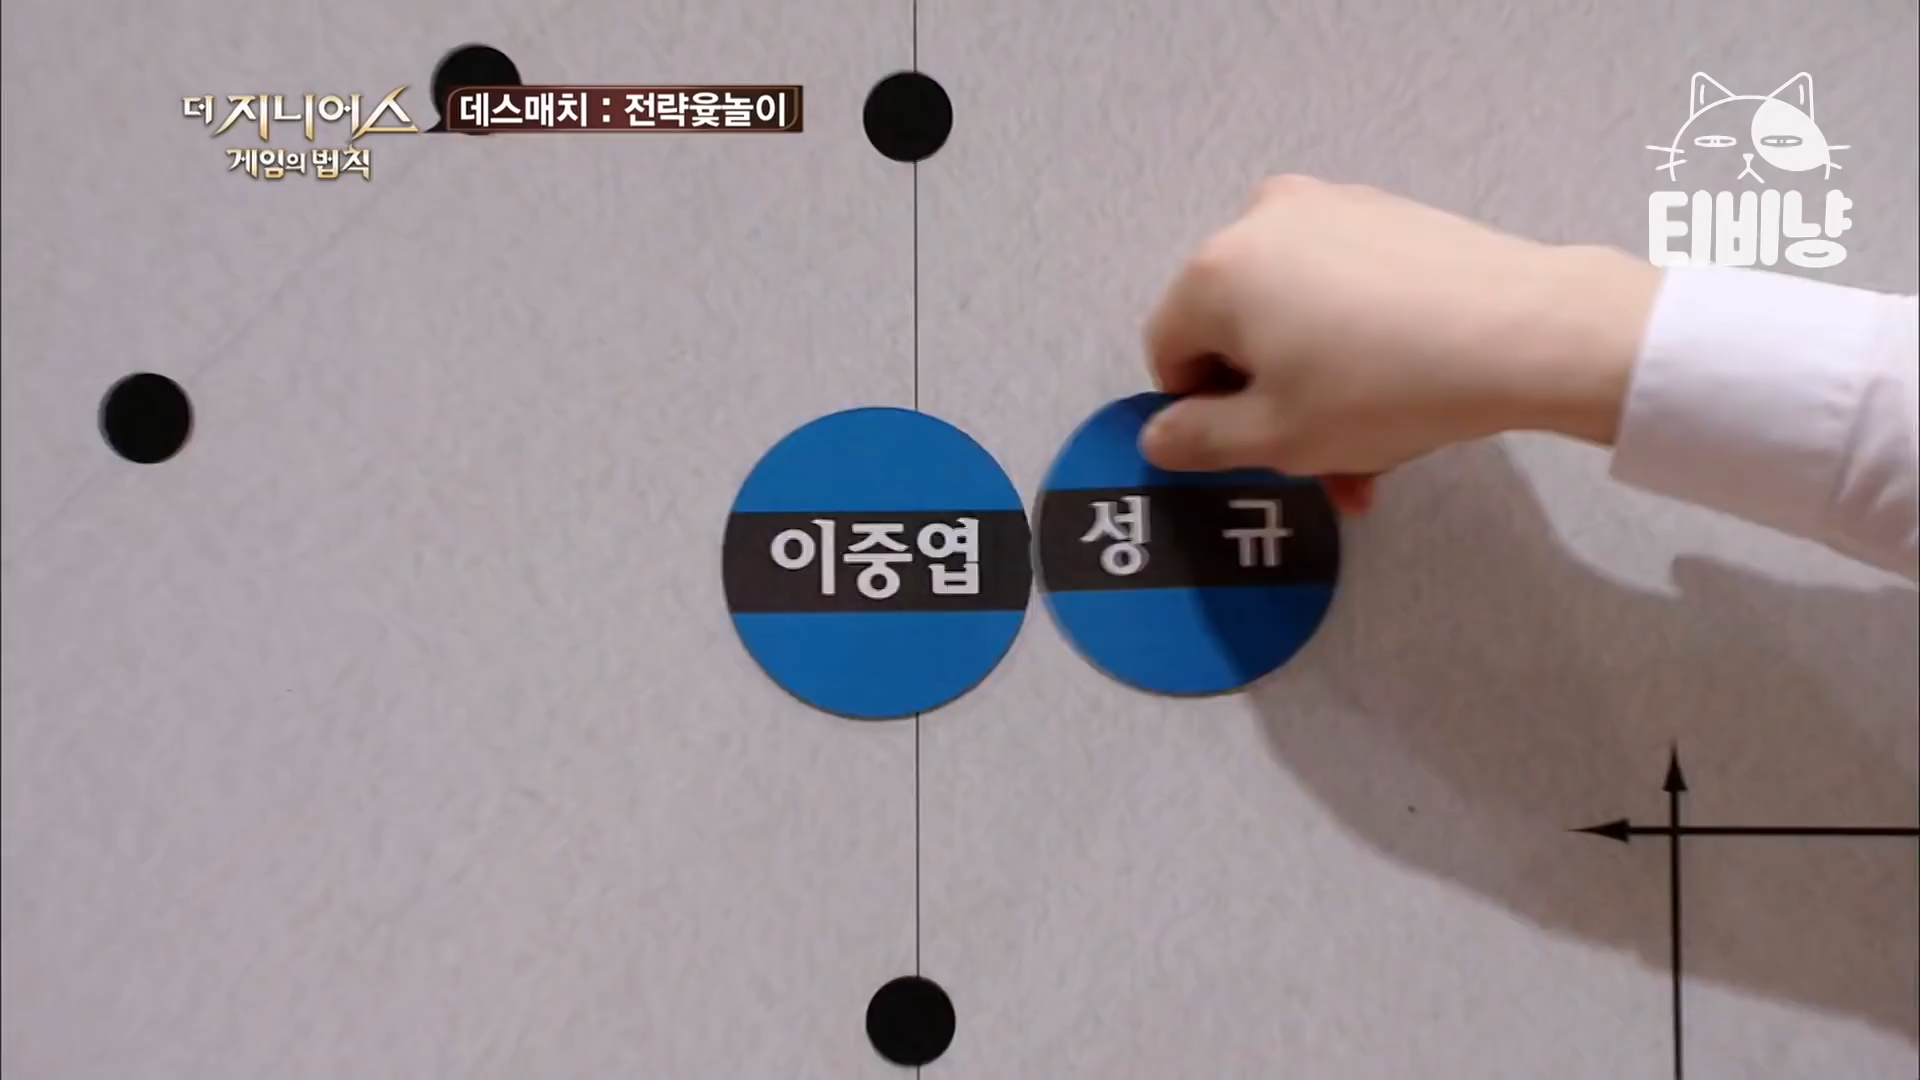 더 지니어스
게임의 법칙
데스매치 : 전략윷놀이
티비냥
이중엽
성 규